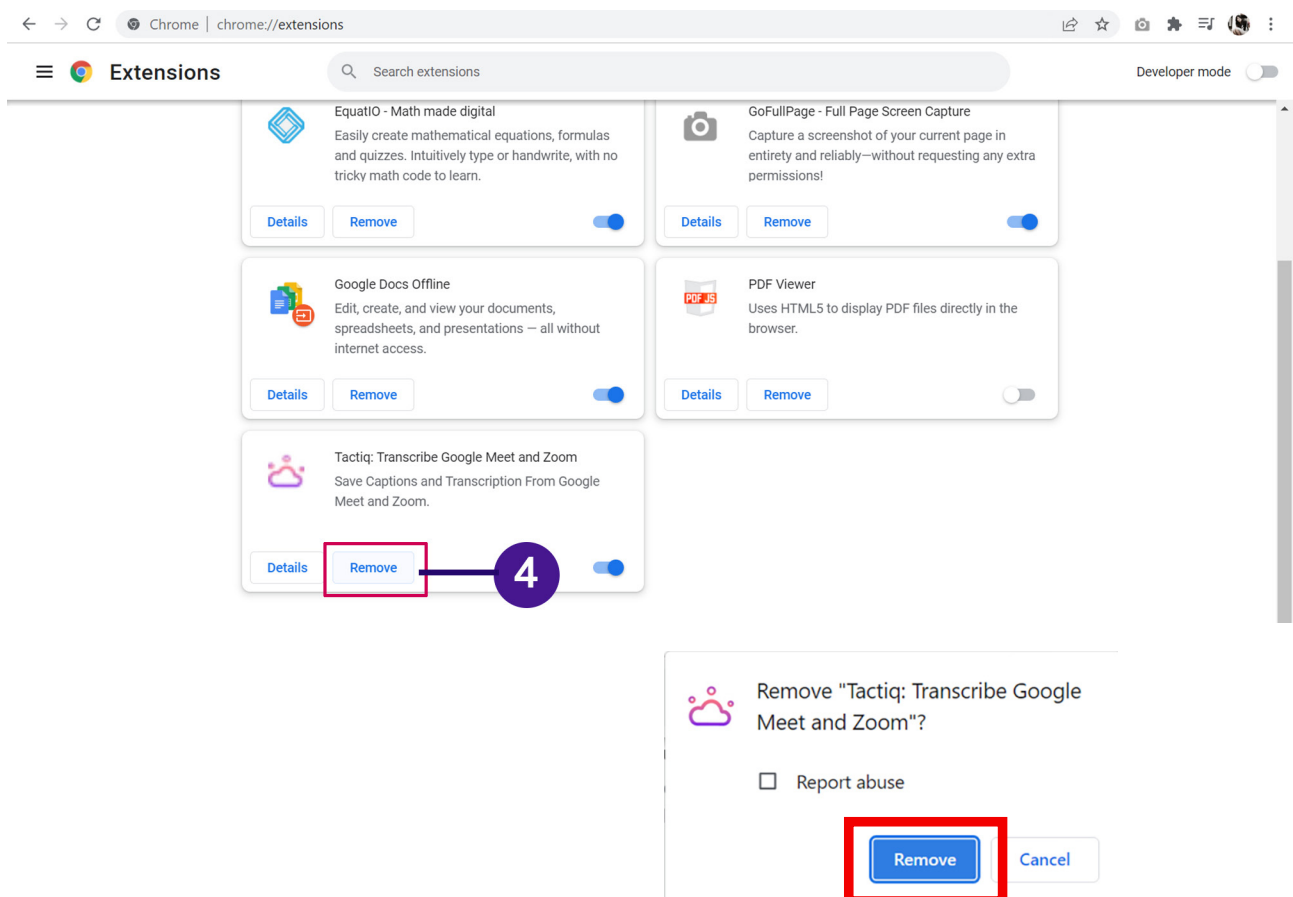 Chrome | chrome://extensions
Extensions
Search extensions
Developer mode
EquatIO - Math made digital
Easily create mathematical equations, formulas
and quizzes. Intuitively type or handwrite, with no
tricky math code to learn.
Details Remove
GoFullPage - Full Page Screen Capture
Capture a screenshot of your current page in
entirety and reliably—without requesting any extra
permissions!
Details Remove
Google Docs Offline
Edit, create, and view your documents,
spreadsheets, and presentations — all without
internet access.
Details Remove
PDF JS
PDF Viewer
Uses HTML5 to display PDF files directly in the
browser.
Details Remove
Tactiq: Transcribe Google Meet and Zoom
Save Captions and Transcription From Google
Meet and Zoom.
Details Remove
4
Remove "Tactiq: Transcribe Google
Meet and Zoom"?
Report abuse
Remove Cancel